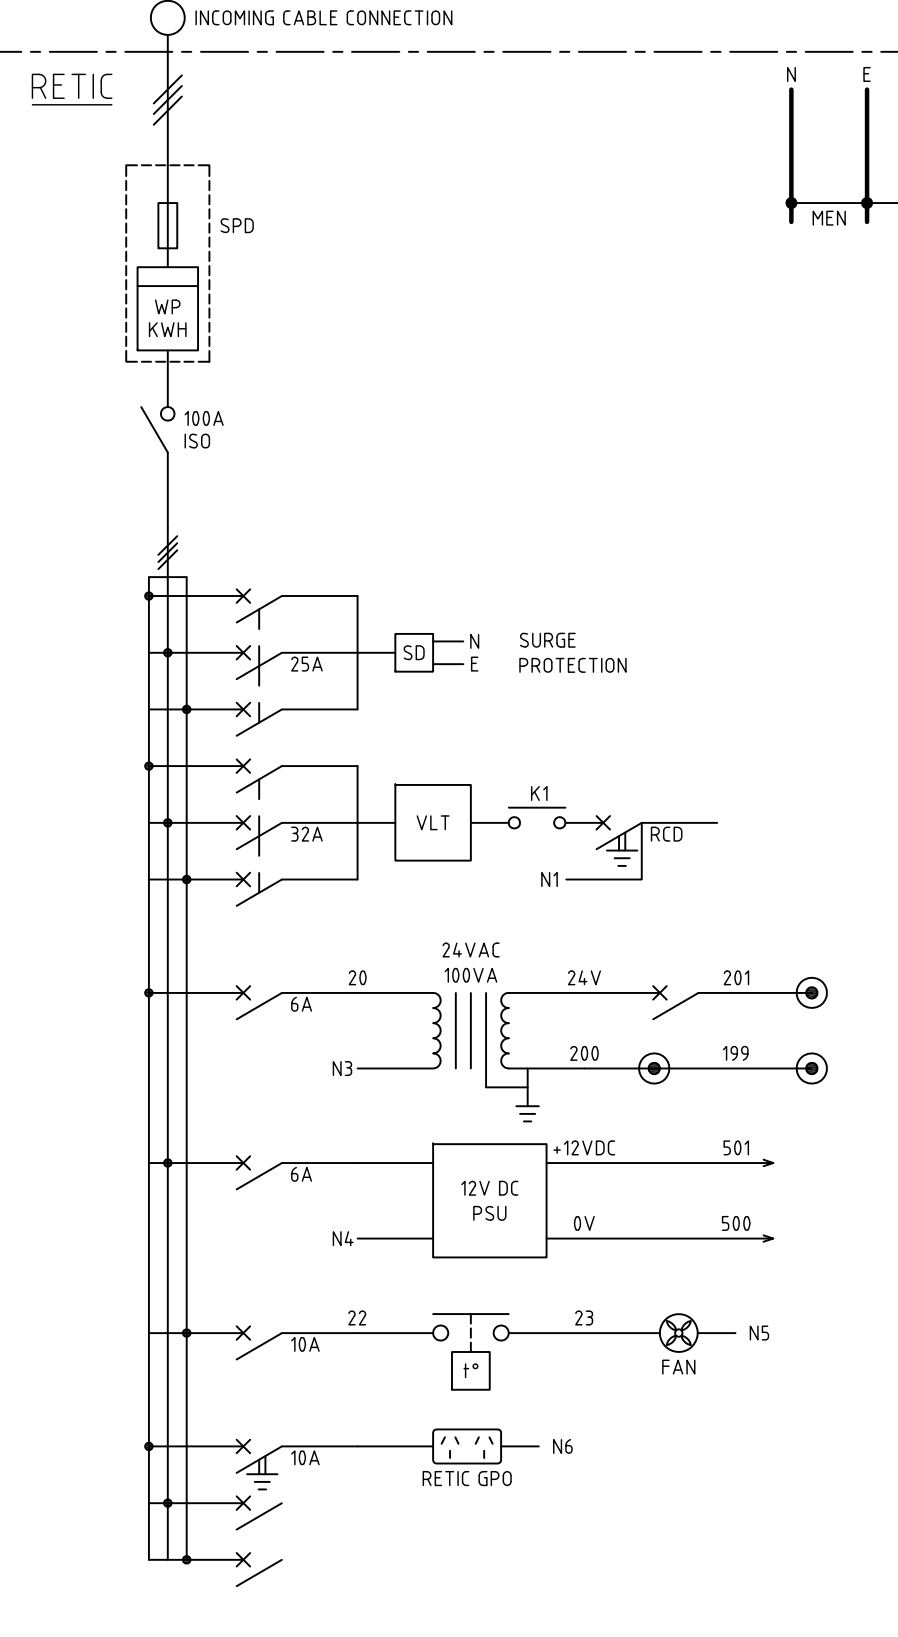 INCOMING CABLE CONNECTION
RETIC
N
E
MEN
SPD
WP
KWH
100A
ISO
25A
SD
N
E
SURGE
PROTECTION
32A
VLT
K1
RCD
N1
24VAC
100VA
20
6A
N3
24V
201
200
199
6A
N4
12V DC
PSU
+12VDC
501
0V
500
22
10A
t°
23
FAN
N5
10A
RETIC GPO
N6